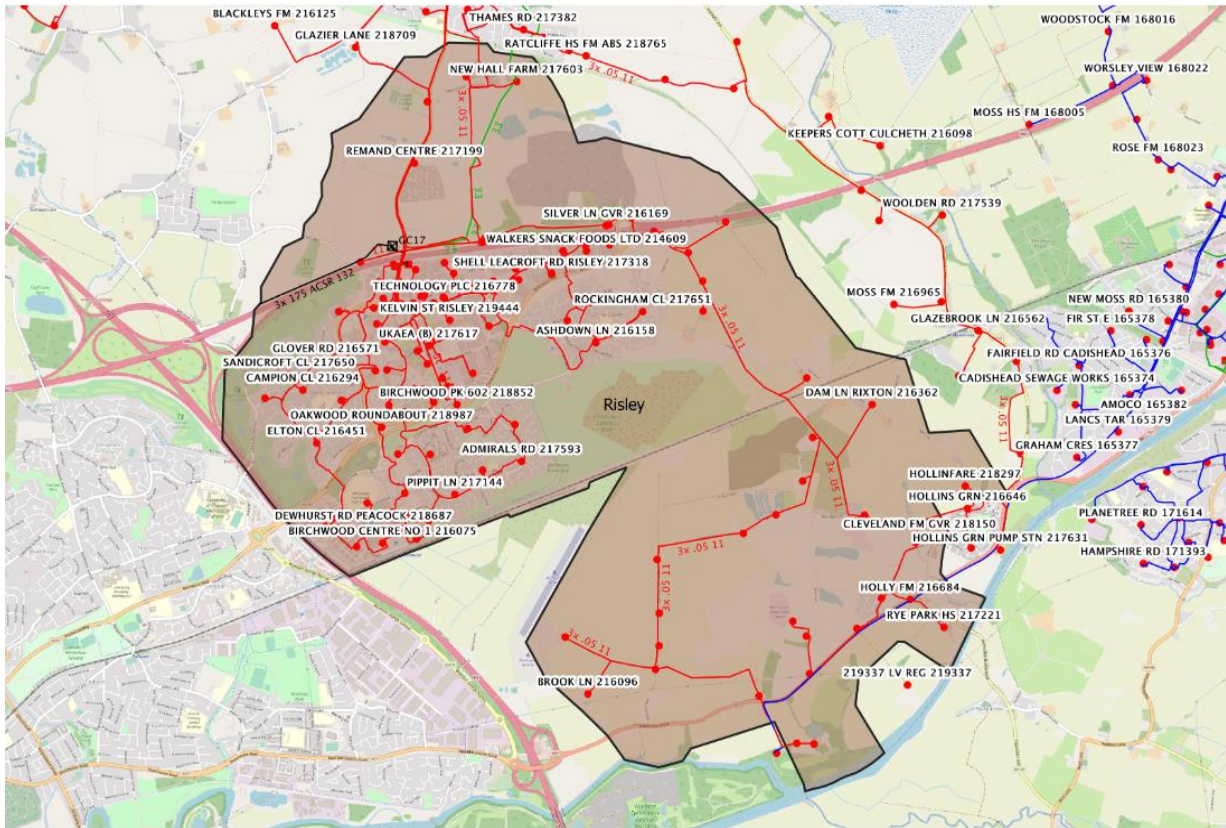 BLACKLEYS FM 216125
THAMES RD 217382
WOODSTOCK FM 168016
GLAZIER LANE 218709
RATCLIFFE HS FM ABS 218765
3x .05 11
NEW HALL FARM 217603
WORSLEY VIEW 168022
3x .05 11
33
MOSS HS FM 168005
KEEPERS COTT CULCHETH 216098
REMAND CENTRE 217199
ROSE FM 168023
33
WOOLDEN RD 217539
SILVER LN GVR 216169
GC17
WALKERS SNACK FOODS LTD 214609
SHELL LEACROFT RD RISLEY 217318
3x 175 ACSR 132
TECHNOLOGY PLC 216778
KELVIN ST RISLEY 219444
ROCKINGHAM CL 217651
MOSS FM 216965
NEW MOSS RD 165380
GLAZEBROOK LN 216562
FIR ST E 165378
UKAEA (B) 217617
ASHDOWN LN 216158
3x .05 11
GLOVER RD 216571
FAIRFIELD RD CADISHEAD 165376
SANDICROFT CL 217650
CAMPION CL 216294
CADISHEAD SEWAGE WORKS 165374
BIRCHWOOD PK 602 218852
DAM LN RIXTON 216362
AMOCO 165382
Risley
3x .05 11
OAKWOOD ROUNDABOUT 218987
LANCS TAR 165379
ELTON CL 216451
ADMIRALS RD 217593
GRAHAM CRES 165377
3x .05 11
HOLLINFARE 218297
PIPPIT LN 217144
HOLLINS GRN 216646
DEWHURST RD PEACOCK 218687
CLEVELAND FM GVR 218150
PLANETREE RD 171614
BIRCHWOOD CENTRE NO 1 216075
HOLLINS GRN PUMP STN 217631
3x .05 11
HAMPSHIRE RD 171393
3x .05 11
HOLLY FM 216684
RYE PARK HS 217221
3x .05 11
BROOK LN 216096
219337 LV REG 219337